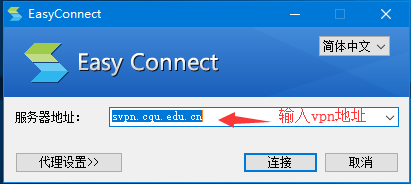 EasyConnect
简体中文
Easy Connect
服务器地址：
svpn.cqu.edu.cn
输入vpn地址
代理设置>>
连接
取消